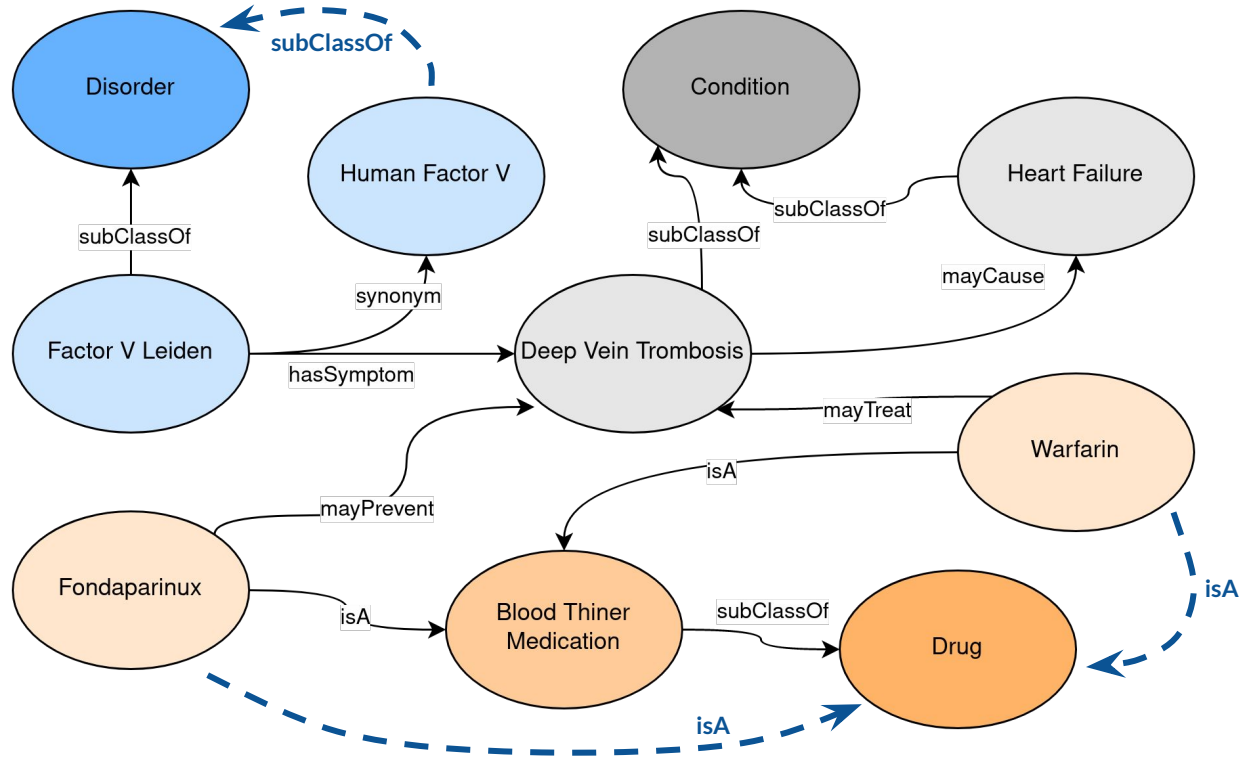 Disorder
subClassOf
Human Factor V
Condition
Heart Failure
subClassOf
subClassOf
subClassOf
mayCause
synonym
Factor V Leiden
Deep Vein Trombosis
hasSymptom
mayTreat
Warfarin
isA
mayPrevent
Fondaparinux
isA
Blood Thiner
Medication
subClassOf
Drug
isA
isA